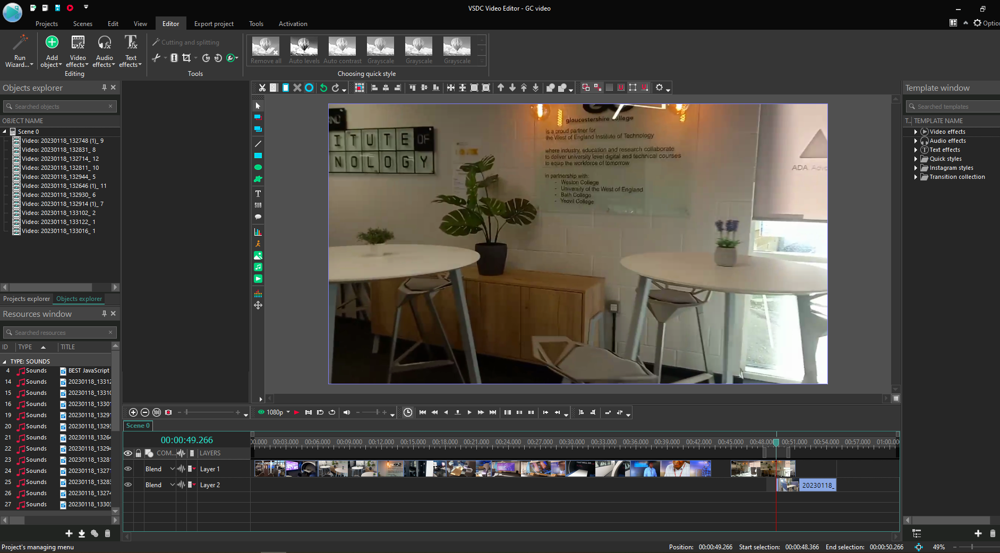 VSDC Video Editor - GC video
Projects Scenes Edit View Editor Export project Tools Activation
Run Wizard...
Add object
Video effects
Audio effects
Text effects
Editing
Cutting and splitting
Tools
Remove all Auto levels Auto contrast Grayscale Grayscale Grayscale
Choosing quick style
Objects explorer
Searched objects
OBJECT NAME
Scene 0
Video: 20230118_132748 (1)_ 9
Video: 20230118_132831_ 8
Video: 20230118_132714_ 12
Video: 20230118_132811_ 10
Video: 20230118_132944_ 5
Video: 20230118_132646 (1)_ 11
Video: 20230118_132930_ 6
Video: 20230118_132914 (1)_ 7
Video: 20230118_133102_ 2
Video: 20230118_133122_ 1
Video: 20230118_133016_ 1
Projects explorer Objects explorer
Resources window
Searched resources
ID TYPE TITLE
TYPE: SOUNDS
4 Sounds BEST JavaScript
14 Sounds 20230118_13312
15 Sounds 20230118_13310
16 Sounds 20230118_13301
19 Sounds 20230118_13291
20 Sounds 20230118_13293
21 Sounds 20230118_13264
22 Sounds 20230118_13294
23 Sounds 20230118_13281
24 Sounds 20230118_13271
25 Sounds 20230118_13283
26 Sounds 20230118_13274
27 Sounds 20230118_13303
ITUTE OF
NOLOGY
gloucestershire college
is a proud partner for
the West of England Institute of Technology
where industry, education and research collaborate
to deliver university level digital and technical courses
to equip the workforce of tomorrow
in partnership with:
- Weston College
- University of the West of England
- Bath College
- Yeovil College
ADA
Template window
Searched templates
T.. TEMPLATE NAME
Video effects
Audio effects
Text effects
Quick styles
Instagram styles
Transition collection
1080p
Scene 0
00:00:49.266
00.000 00:03.000 00:06.000 00:09.000 00:12.000 00:15.000 00:18.000 00:21.000 00:24.000 00:27.000 00:30.000 00:33.000 00:36.000 00:39.000 00:42.000 00:45.000 00:48.000 00:51.000 00:54.000 00:57.000 01:00.00
COM... LAYERS
Blend Layer 1
Blend Layer 2
20230118_
Project's managing menu
Position: 00:00:49.266 Start selection: 00:00:48.366 End selection: 00:00:50.266 49%